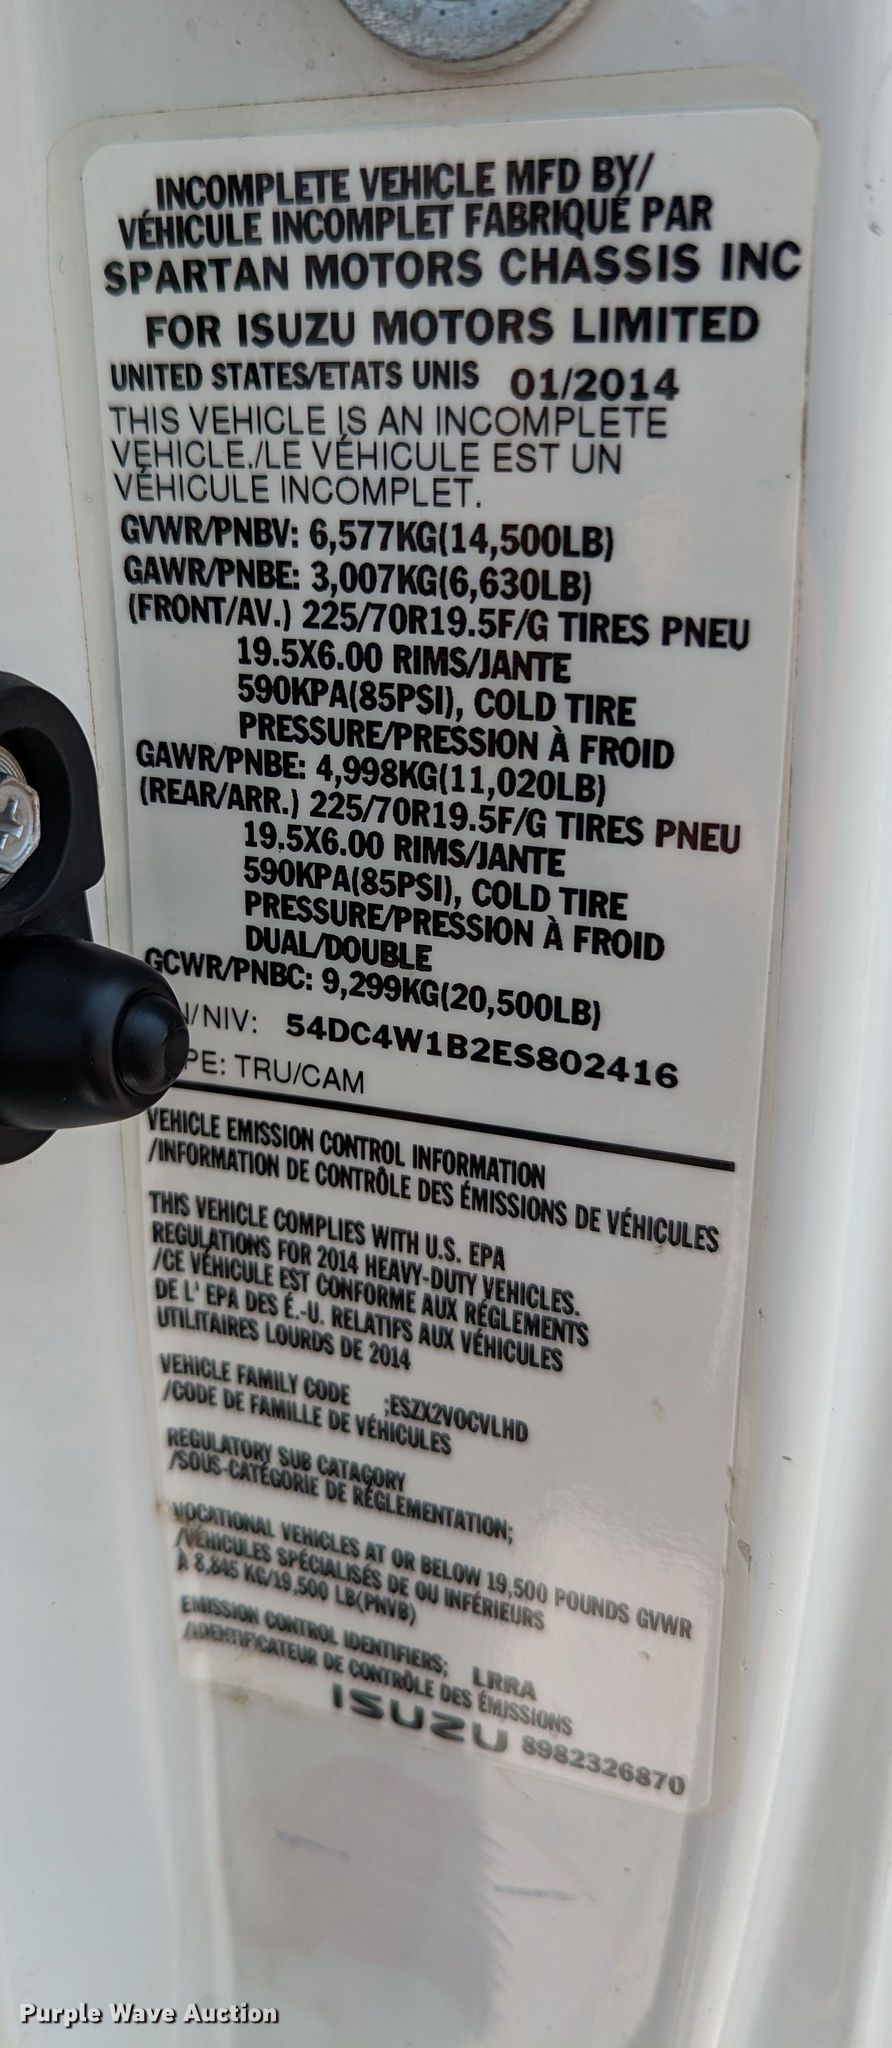 INCOMPLETE VEHICLE MFD BY/
VÉHICULE INCOMPLET FABRIQUÉ PAR
SPARTAN MOTORS CHASSIS INC
FOR ISUZU MOTORS LIMITED
UNITED STATES/ETATS UNIS 01/2014
THIS VEHICLE IS AN INCOMPLETE
VEHICLE./LE VÉHICULE EST UN
VÉHICULE INCOMPLET.
GVWR/PNBV: 6,577KG(14,500LB)
GAWR/PNBE: 3,007KG(6,630LB)
(FRONT/AV.) 225/70R19.5F/G TIRES PNEU
19.5X6.00 RIMS/JANTE
590KPA(85PSI), COLD TIRE
PRESSURE/PRESSION À FROID
GAWR/PNBE: 4,998KG(11,020LB)
(REAR/ARR.) 225/70R19.5F/G TIRES PNEU
19.5X6.00 RIMS/JANTE
590KPA(85PSI), COLD TIRE
PRESSURE/PRESSION À FROID
DUAL/DOUBLE
GCWR/PNBC: 9,299KG(20,500LB)
N/NIV: 54DC4W1B2ES802416
PE: TRU/CAM
VEHICLE EMISSION CONTROL INFORMATION
/INFORMATION DE CONTRÔLE DES ÉMISSIONS DE VÉHICULES
THIS VEHICLE COMPLIES WITH U.S. EPA
REGULATIONS FOR 2014 HEAVY-DUTY VEHICLES.
/CE VÉHICULE EST CONFORME AUX RÉGLEMENTS
DE L' EPA DES É.-U. RELATIFS AUX VÉHICULES
UTILITAIRES LOURDS DE 2014
VEHICLE FAMILY CODE ;ESZX2VOCVLHD
/CODE DE FAMILLE DE VÉHICULES
REGULATORY SUB CATAGORY
/SOUS-CATÉGORIE DE RÉGLEMENTATION;
VOCATIONAL VEHICLES AT OR BELOW 19,500 POUNDS GVWR
/VÉHICULES SPÉCIALISÉS DE OU INFÉRIEURS
À 8,845 KG/19,500 LB(PNVB)
EMISSION CONTROL IDENTIFIERS; LRRA
/IDENTIFICATEUR DE CONTRÔLE DES ÉMISSIONS
ISUZU 8982326870
Purple Wave Auction